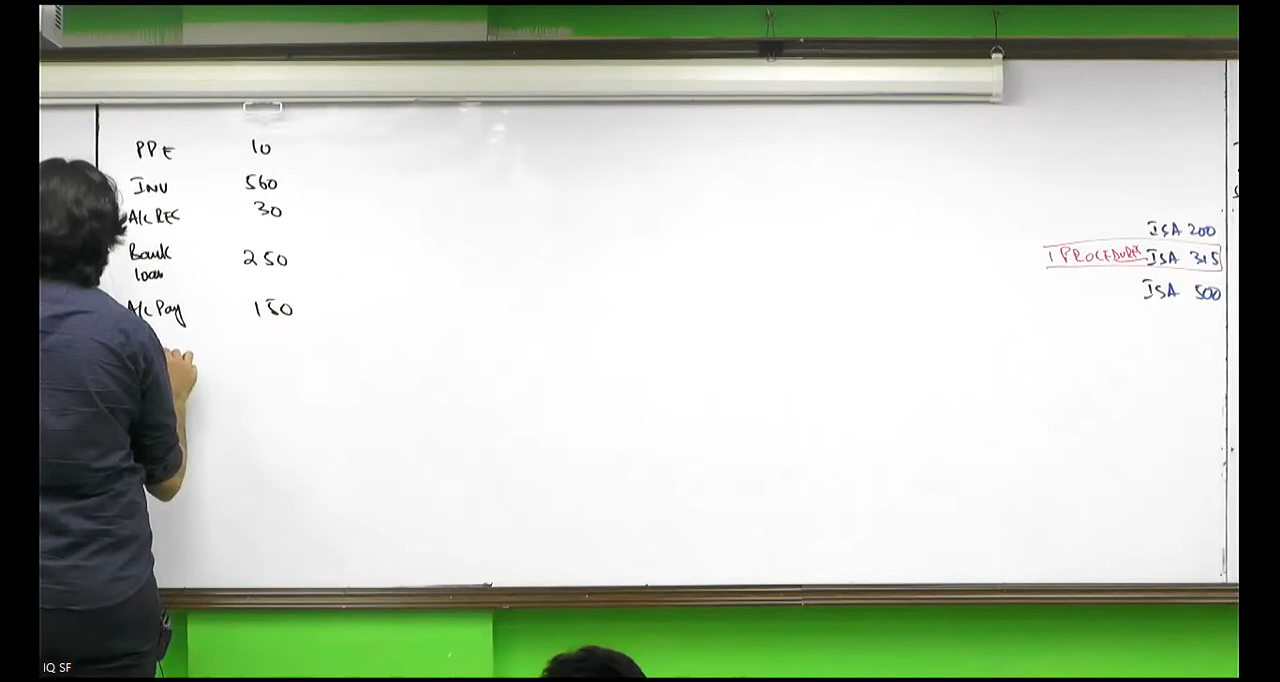 PPE 10
INV 560
A/C REC 30
Bank 250
loan
A/C Pay 150
ISA 200
1 PROCEDURES ISA 315
ISA 500
IQ SF